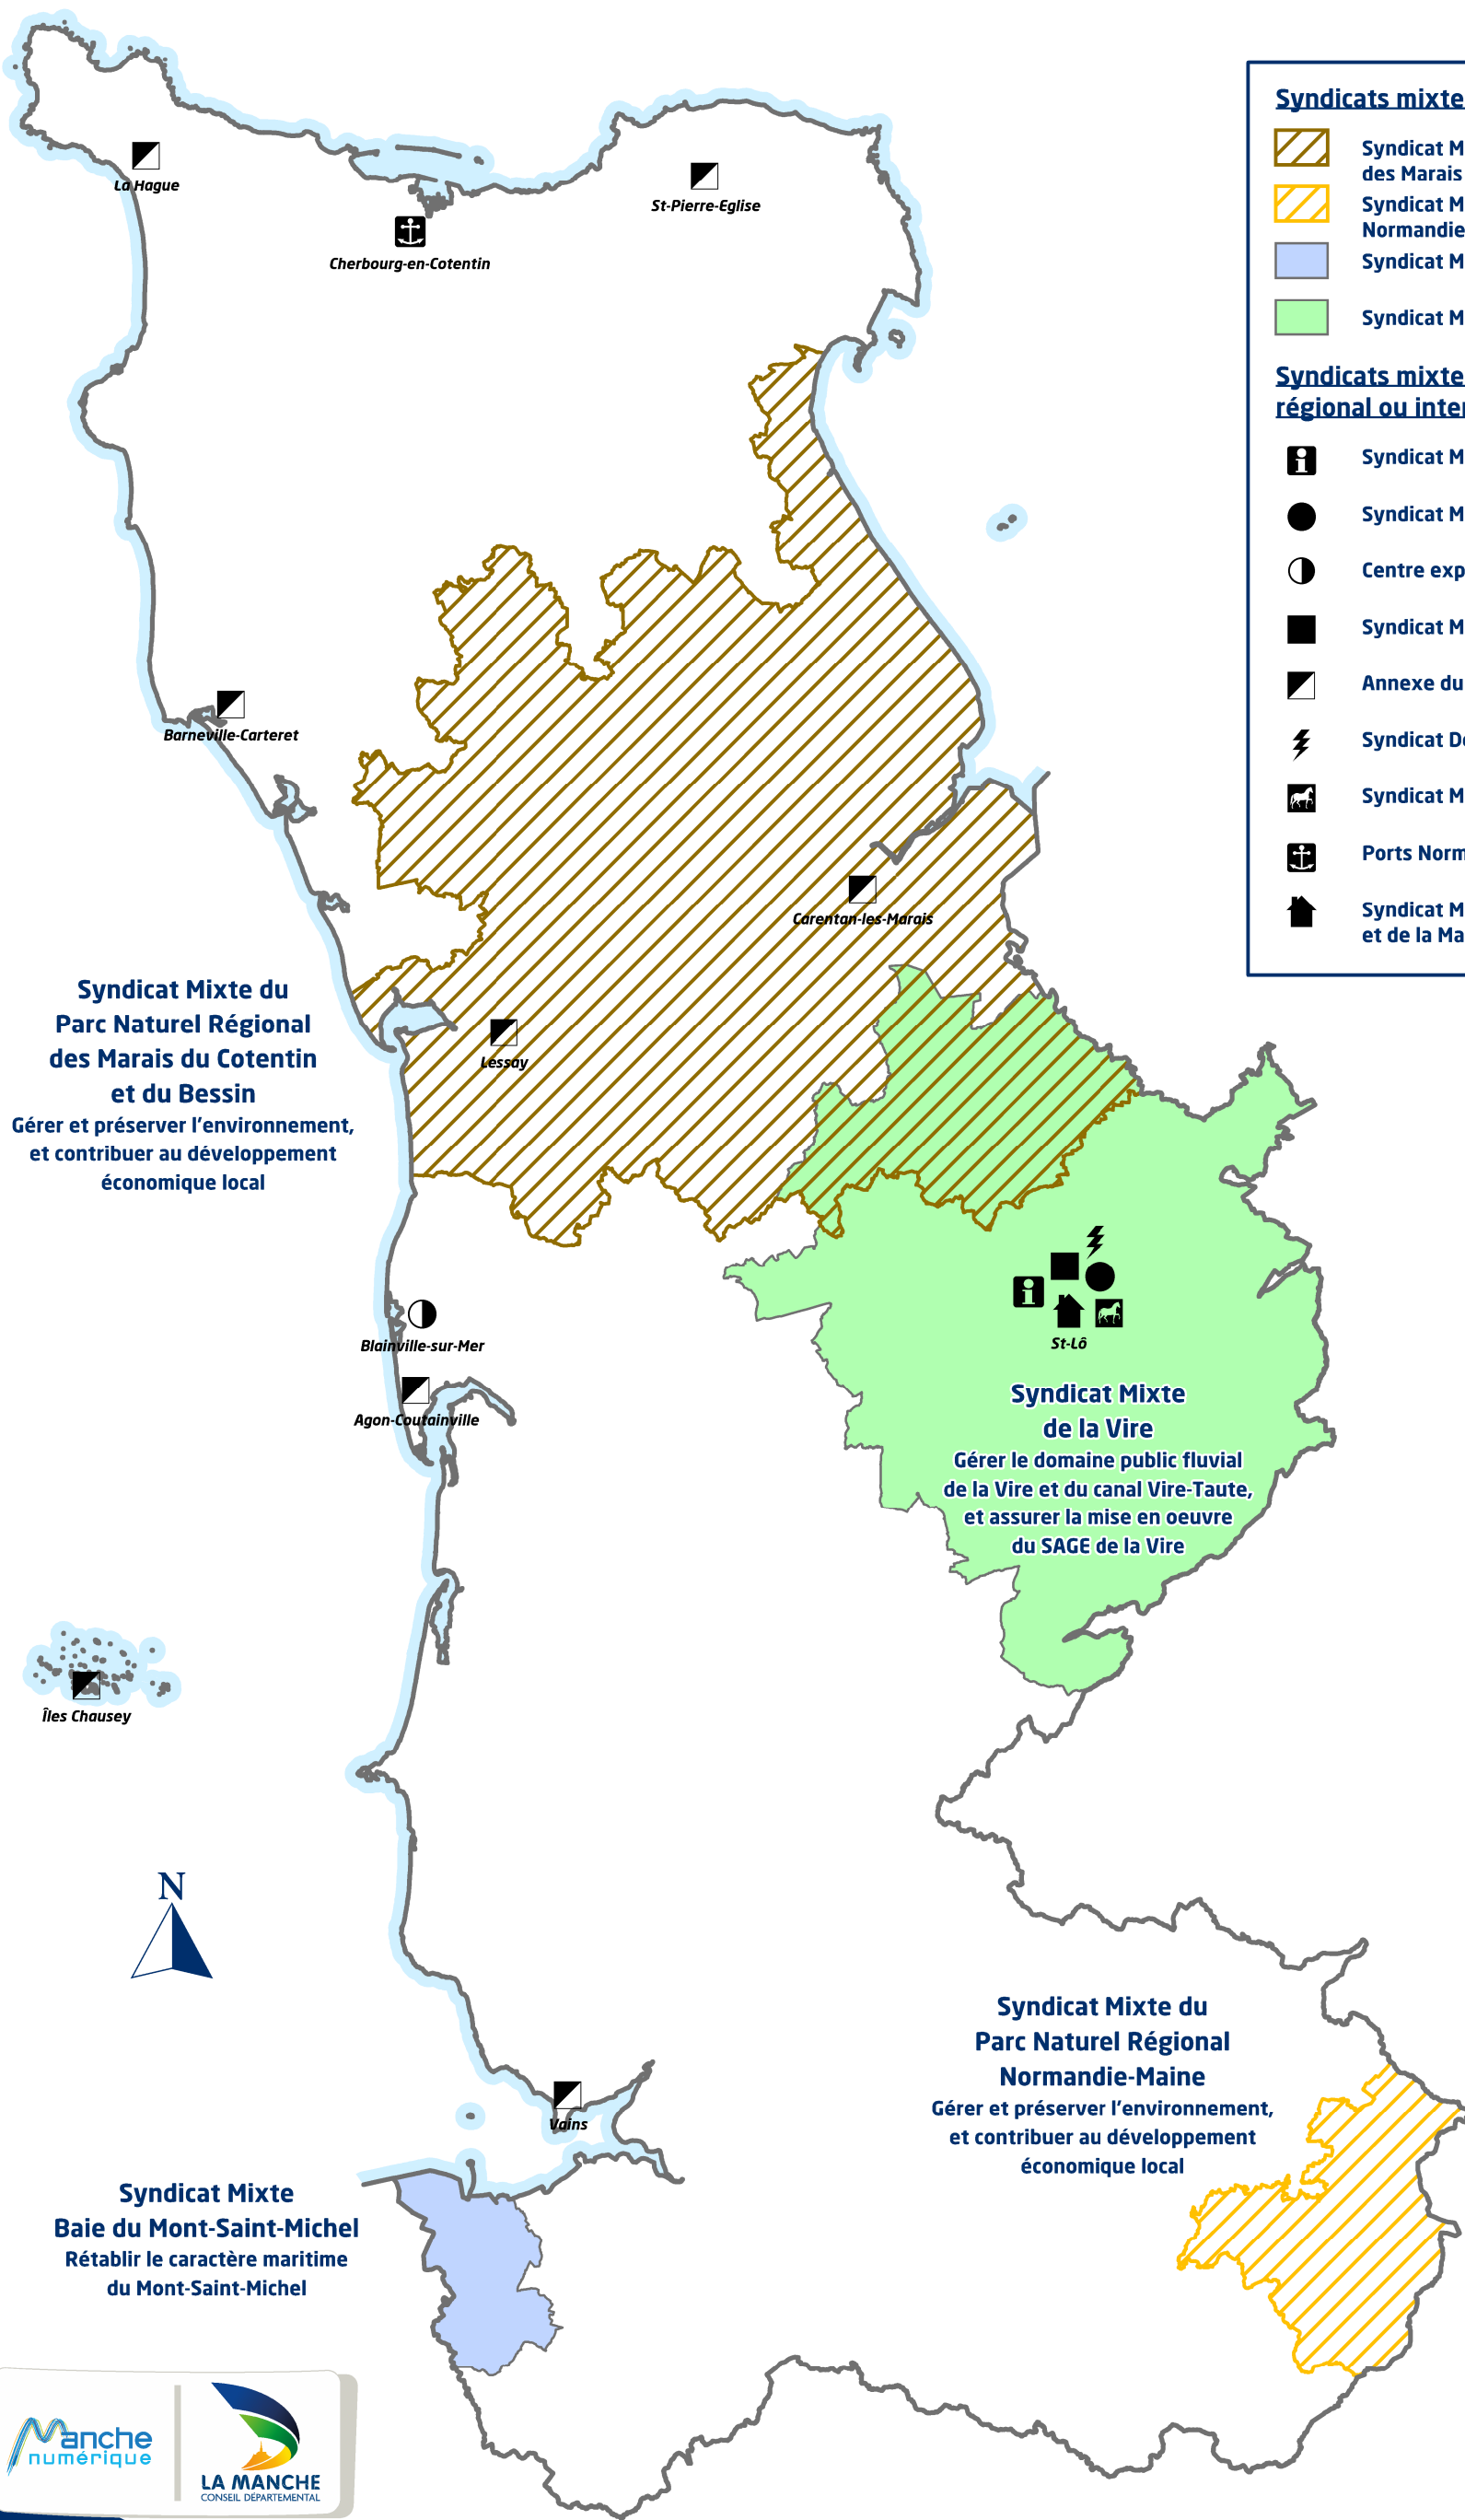 La Hague
St-Pierre-Eglise
Cherbourg-en-Cotentin
Barneville-Carteret
Carentan-les-Marais
Lessay
Syndicat Mixte du
Parc Naturel Régional
des Marais du Cotentin
et du Bessin
Gérer et préserver l'environnement,
et contribuer au développement
économique local
Blainville-sur-Mer
Agon-Coutainville
St-Lô
Syndicat Mixte
de la Vire
Gérer le domaine public fluvial
de la Vire et du canal Vire-Taute,
et assurer la mise en oeuvre
du SAGE de la Vire
Îles Chausey
N
Vains
Syndicat Mixte du
Parc Naturel Régional
Normandie-Maine
Gérer et préserver l'environnement,
et contribuer au développement
économique local
Syndicat Mixte
Baie du Mont-Saint-Michel
Rétablir le caractère maritime
du Mont-Saint-Michel
Manche
numérique
LA MANCHE
CONSEIL DÉPARTEMENTAL
Syndicats mixte
Syndicat M
des Marais
Syndicat M
Normandie
Syndicat M
Syndicat M
Syndicats mixte
régional ou inter
Syndicat M
Syndicat M
Centre exp
Syndicat M
Annexe du
Syndicat D
Syndicat M
Ports Norm
Syndicat M
et de la Ma